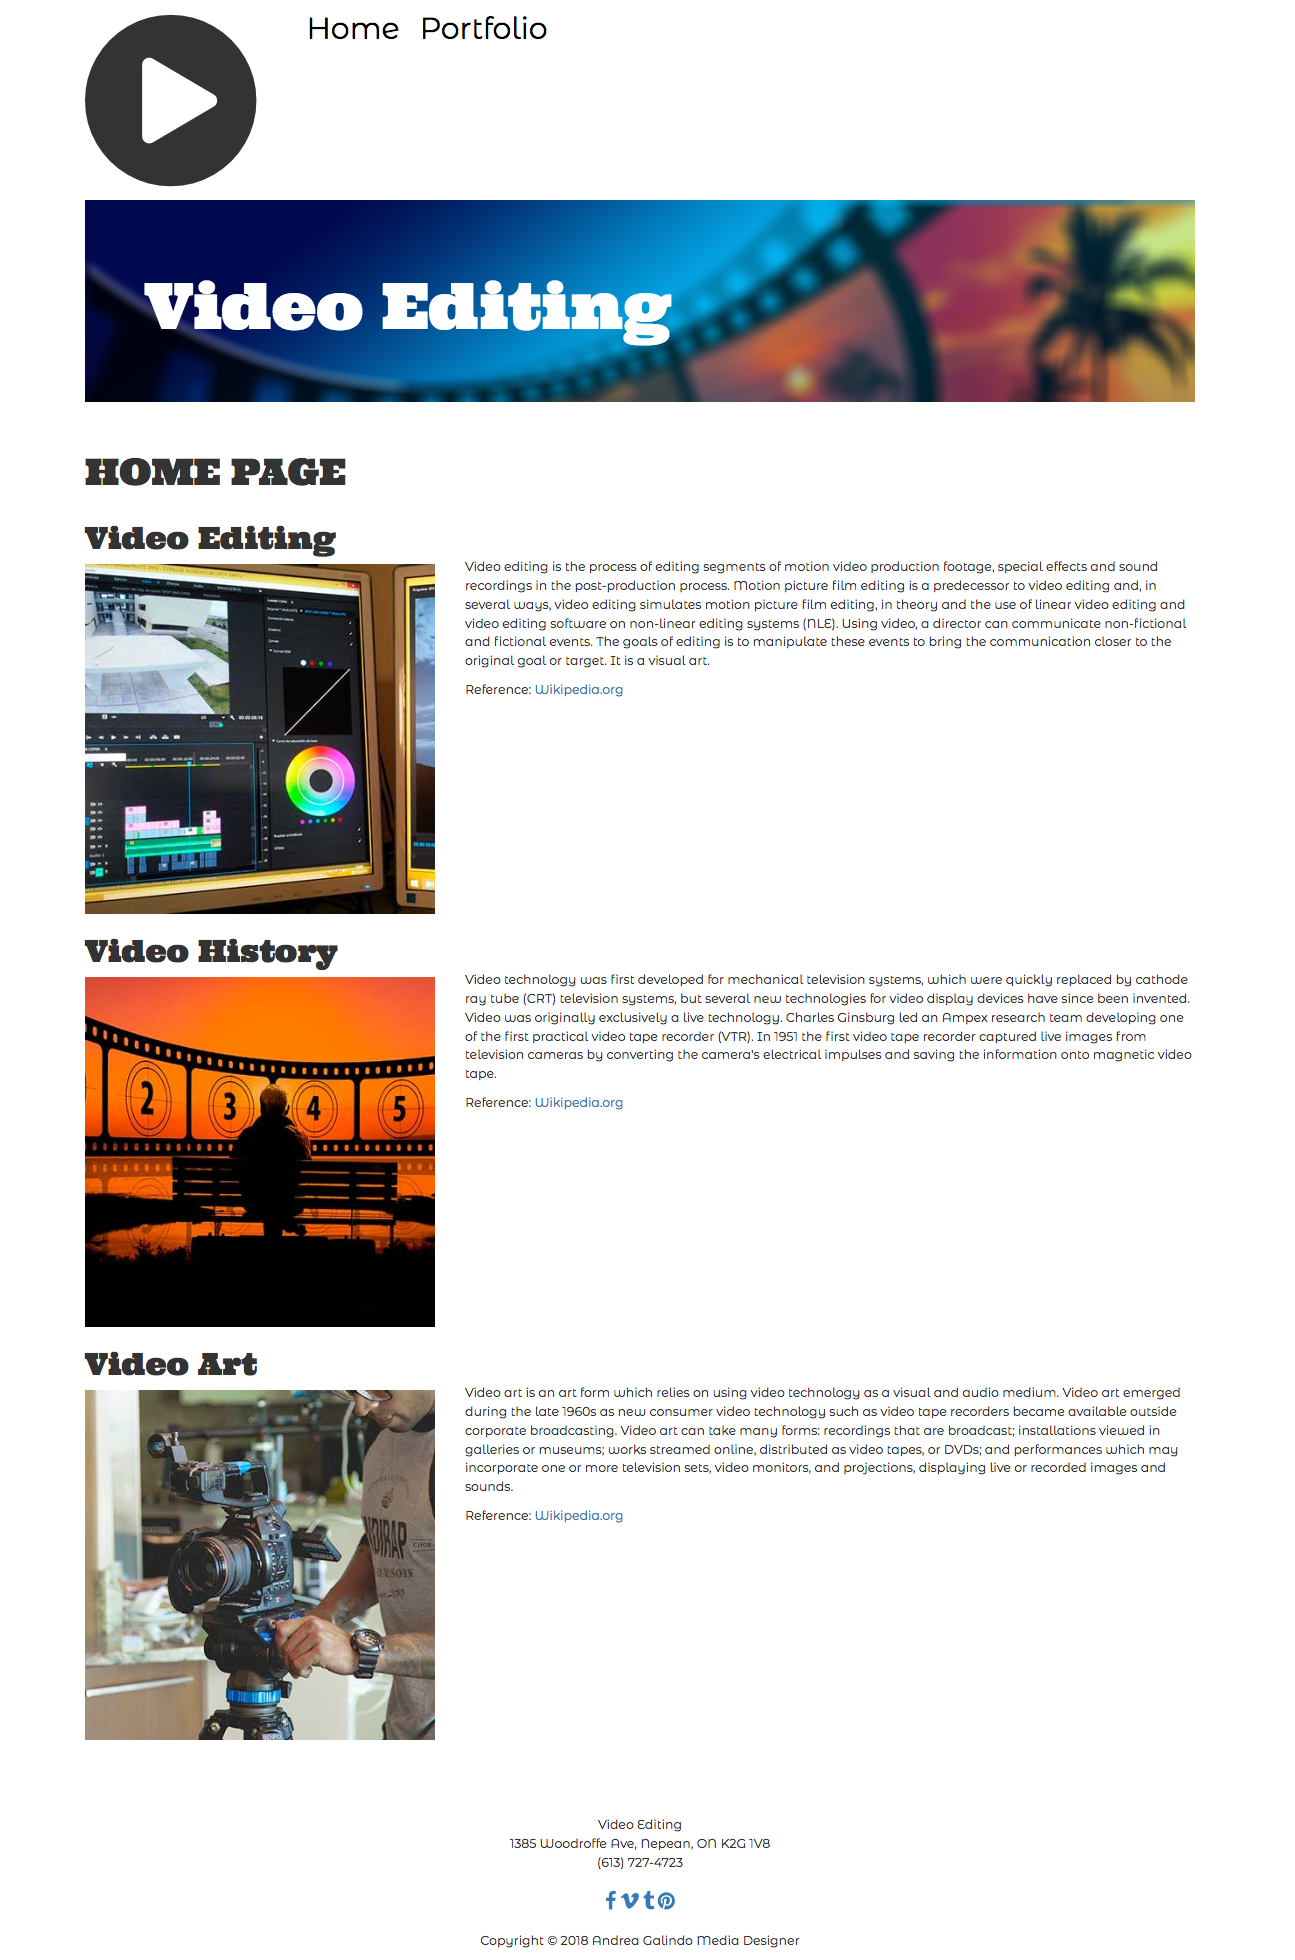 Home Portfolio
Video Editing
HOME PAGE
Video Editing
Video editing is the process of editing segments of motion video production footage, special effects and sound
recordings in the post-production process. Motion picture film editing is a predecessor to video editing and, in
several ways, video editing simulates motion picture film editing, in theory and the use of linear video editing and
video editing software on non-linear editing systems (NLE). Using video, a director can communicate non-fictional
and fictional events. The goals of editing is to manipulate these events to bring the communication closer to the
original goal or target. It is a visual art.
Reference: Wikipedia.org
Video History
2 3 4 5
Video technology was first developed for mechanical television systems, which were quickly replaced by cathode
ray tube (CRT) television systems, but several new technologies for video display devices have since been invented.
Video was originally exclusively a live technology. Charles Ginsburg led an Ampex research team developing one
of the first practical video tape recorder (VTR). In 1951 the first video tape recorder captured live images from
television cameras by converting the camera's electrical impulses and saving the information onto magnetic video
tape.
Reference: Wikipedia.org
Video Art
Video art is an art form which relies on using video technology as a visual and audio medium. Video art emerged
during the late 1960s as new consumer video technology such as video tape recorders became available outside
corporate broadcasting. Video art can take many forms: recordings that are broadcast; installations viewed in
galleries or museums; works streamed online, distributed as video tapes, or DVDs; and performances which may
incorporate one or more television sets, video monitors, and projections, displaying live or recorded images and
sounds.
Reference: Wikipedia.org
Video Editing
1385 Woodroffe Ave, Nepean, ON K2G 1V8
(613) 727-4723
Copyright © 2018 Andrea Galindo Media Designer